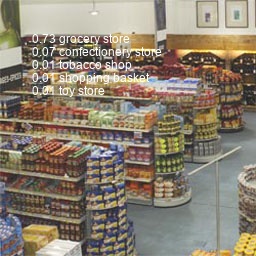 0.73 grocery store
0.07 confectionery store
0.01 tobacco shop
0.01 shopping basket
0.01 toy store